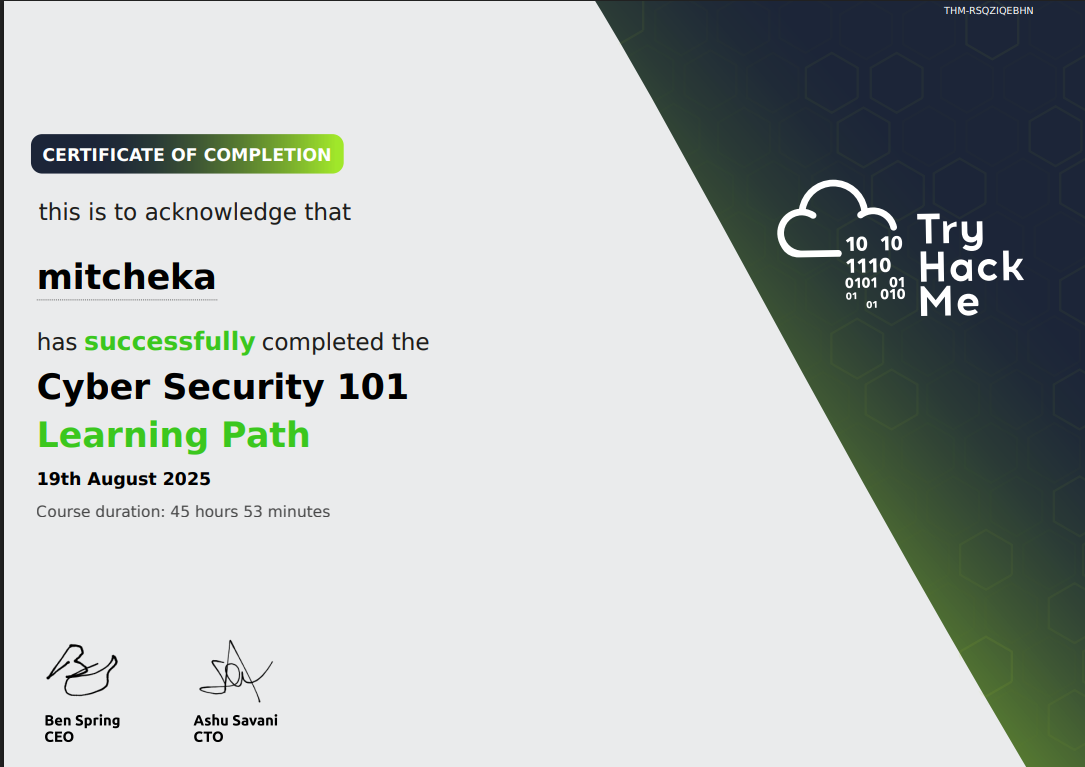 THM-RSQZIQEBHN
CERTIFICATE OF COMPLETION
this is to acknowledge that
mitcheka
has successfully completed the
Cyber Security 101
Learning Path
19th August 2025
Course duration: 45 hours 53 minutes
10 10
1110
0101 01
01 010
01
Try
Hack
Me
Ben Spring
CEO
Ashu Savani
CTO